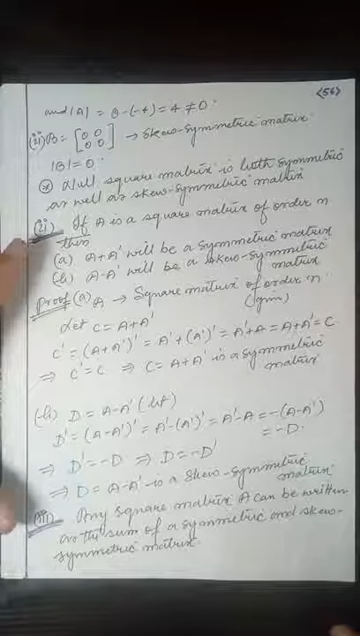 <56>
and |A| = 0-(-4) = 4 ≠ 0.
(ii) B = [0 0
0 0] → Skew-Symmetric matrix
|B| = 0.
* Null square matrix is both symmetric
as well as skew-symmetric matrix
(ii) If A is a square matrix of order n
then
(a) A+A' will be a symmetric matrix
(b) A-A' will be a skew-symmetric
matrix
Proof (a) A → Square matrix of order n.
(gm)
Let C = A+A'
C' = (A+A')' = A'+(A')' = A'+A = A+A' = C
⇒ C' = C ⇒ C = A+A' is a symmetric
matrix
(b) D = A-A' (let)
D' = (A-A')' = A'-(A')' = A'-A = -(A-A')
= -D.
⇒ D' = -D ⇒ D = -D'
⇒ D = A-A' is a skew-symmetric
matrix
(iii) Any square matrix A can be written
as the sum of a symmetric and skew-
symmetric matrix.